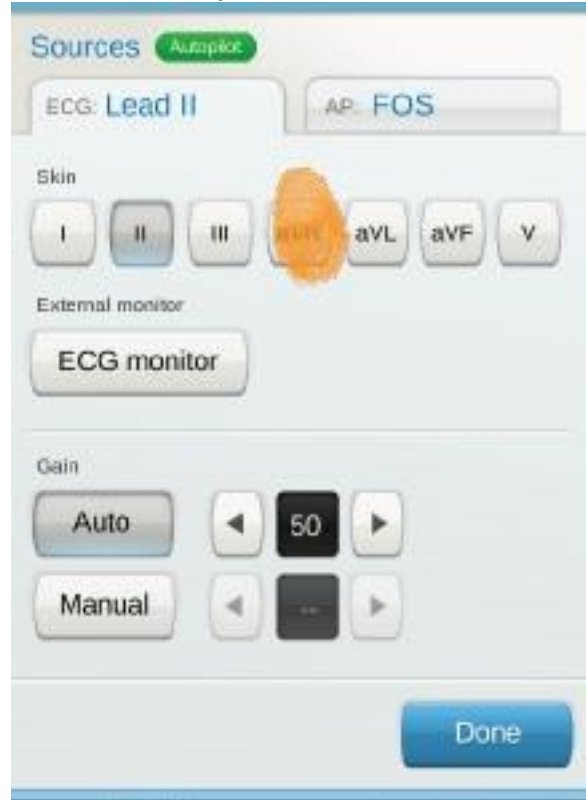 Sources Autopilot
ECG: Lead II AP: FOS
Skin
I II III aVR aVL aVF V
External monitor
ECG monitor
Gain
Auto 50
Manual --
Done